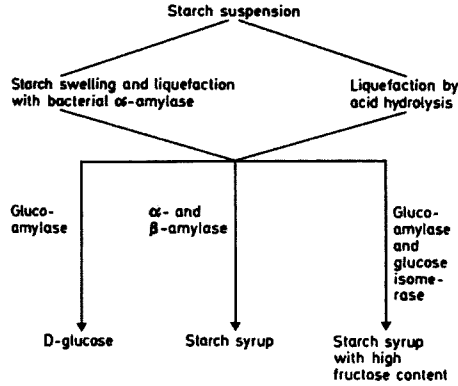 Starch suspension
Starch swelling and liquefaction
with bacterial α-amylase
Liquefaction by
acid hydrolysis
Gluco-
amylase
α- and
β-amylase
Gluco-
amylase
and
glucose
isome-
rase
D-glucose
Starch syrup
Starch syrup
with high
fructase content